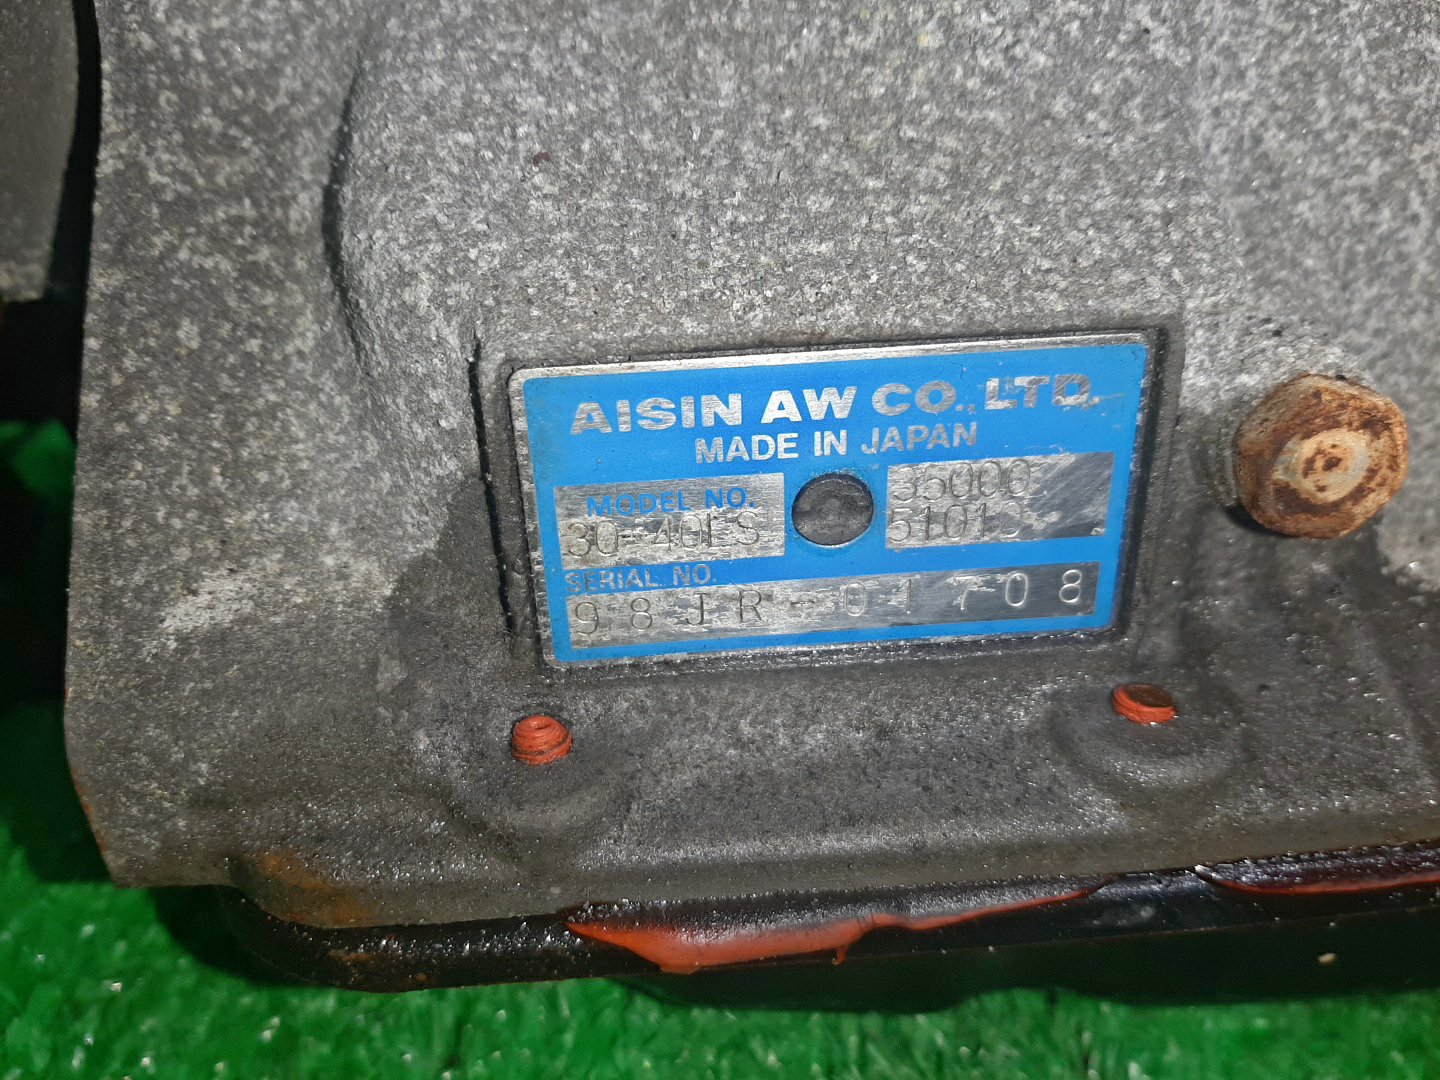 AISIN AW CO., LTD.
MADE IN JAPAN
MODEL NO.
30-40LS
35000
51010
SERIAL NO.
98JR-01708